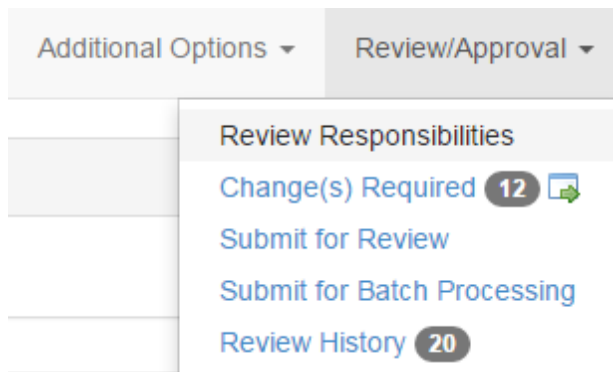 Additional Options Review/Approval
Review Responsibilities
Change(s) Required 12
Submit for Review
Submit for Batch Processing
Review History 20